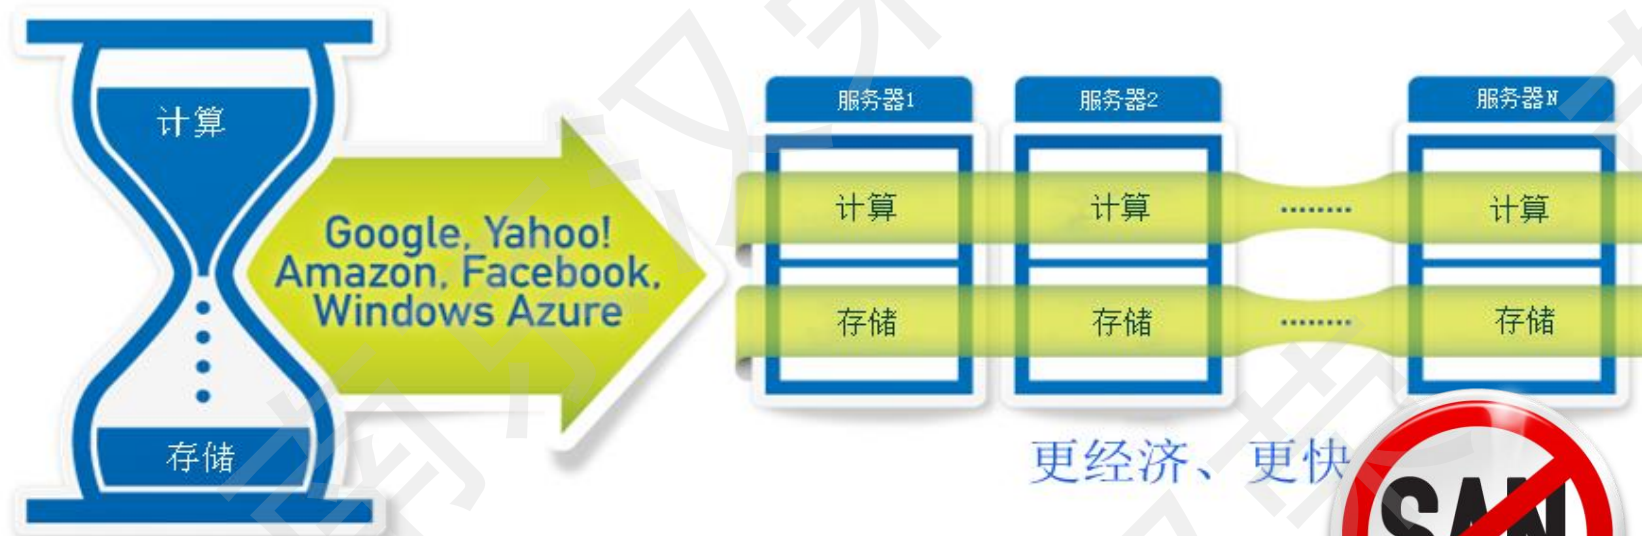 计算
存储
Google, Yahoo!
Amazon, Facebook,
Windows Azure
服务器1
服务器2
服务器N
计算
计算
........
计算
存储
存储
........
存储
更经济、更快
SAN